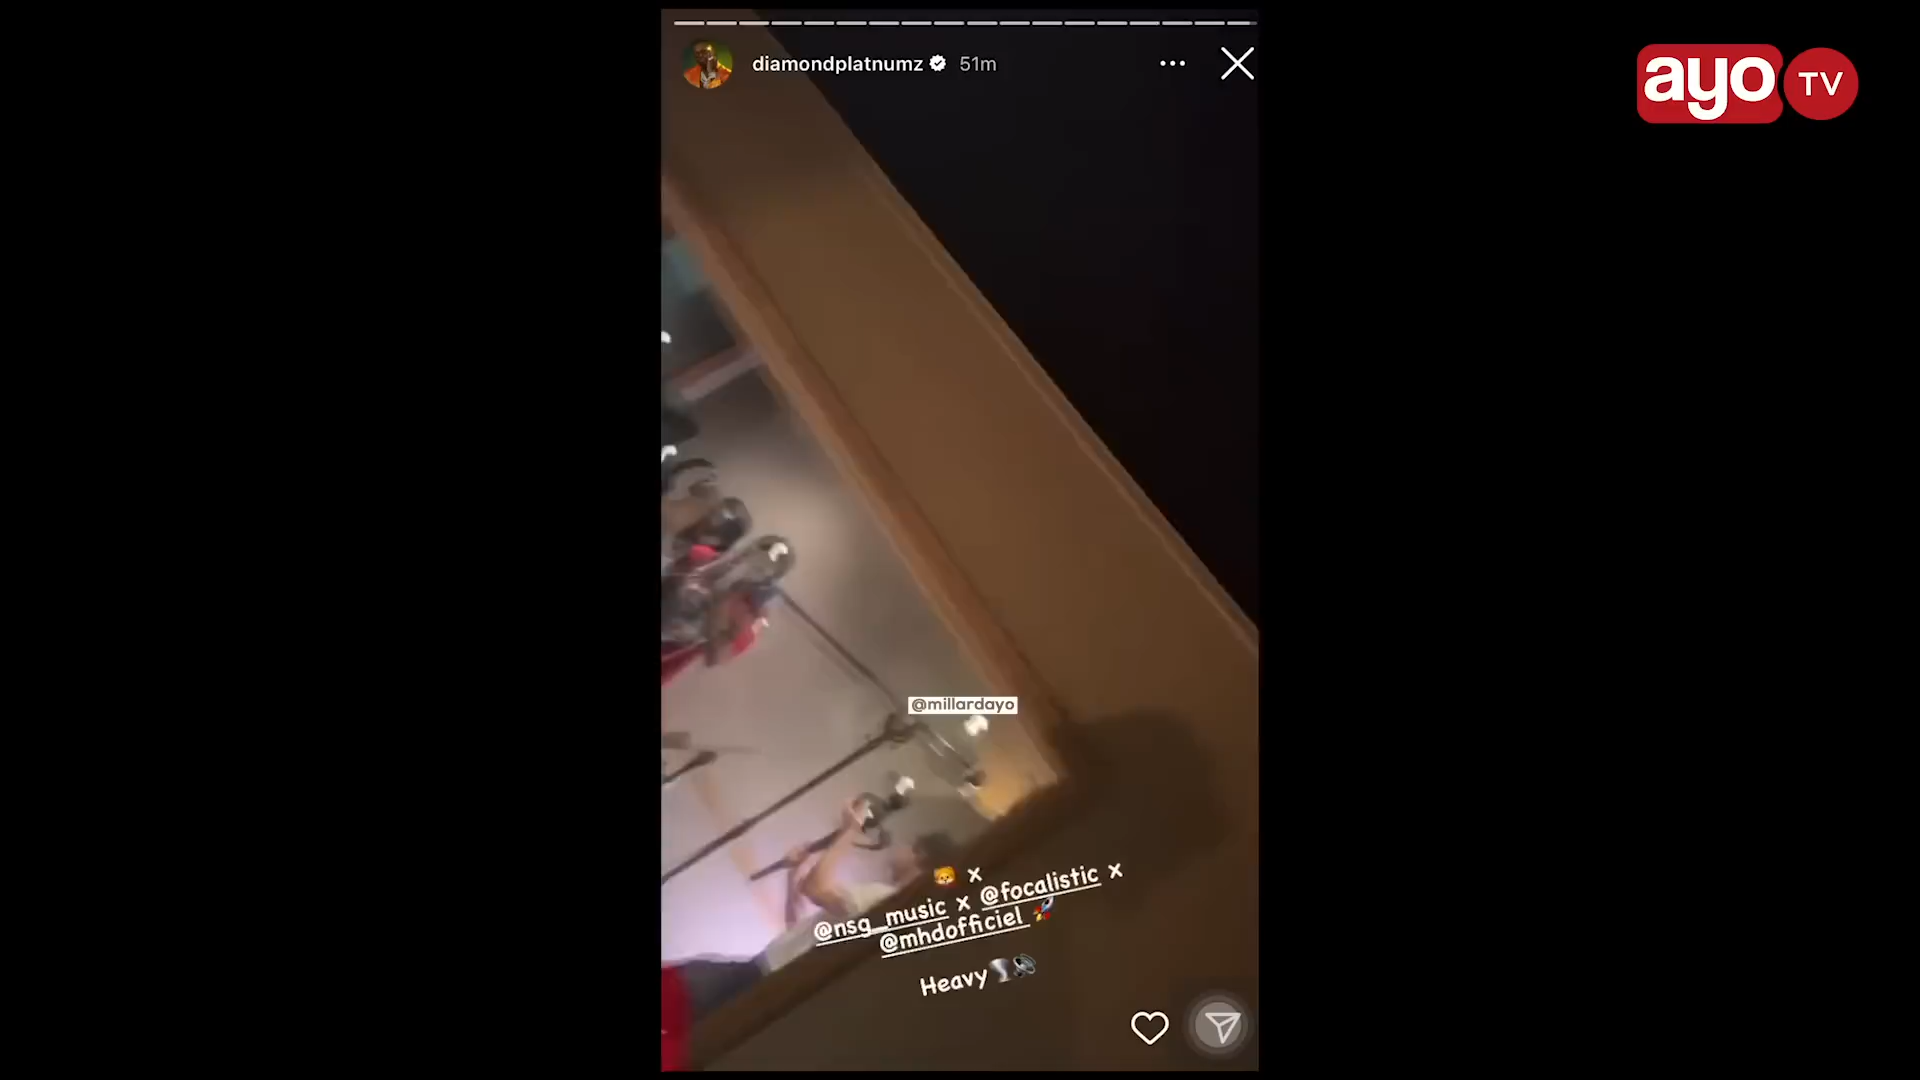 diamondplatnumz 51m
ayo TV
@millardayo
🦁 x
@nsg_music x @focalistic x
@mhdofficiel 🚀
Heavy🌪️🔊